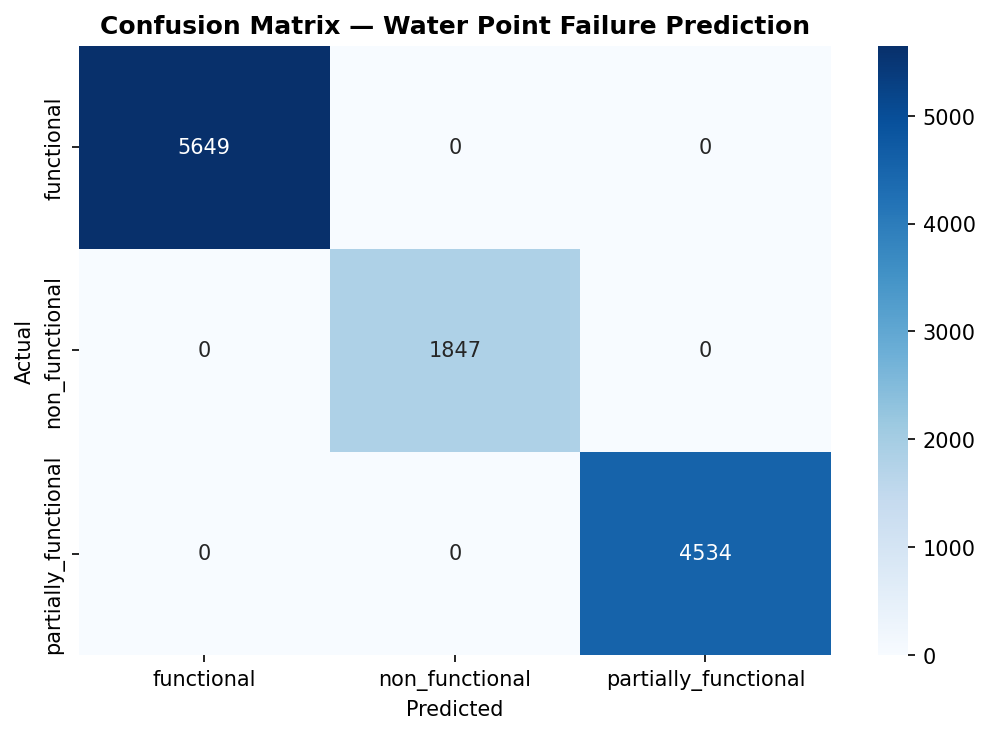 Confusion Matrix — Water Point Failure Prediction
functional
5649
0
0
5000
4000
Actual
non_functional
0
1847
0
3000
2000
partially_functional
0
0
4534
1000
0
functional
non_functional
partially_functional
Predicted